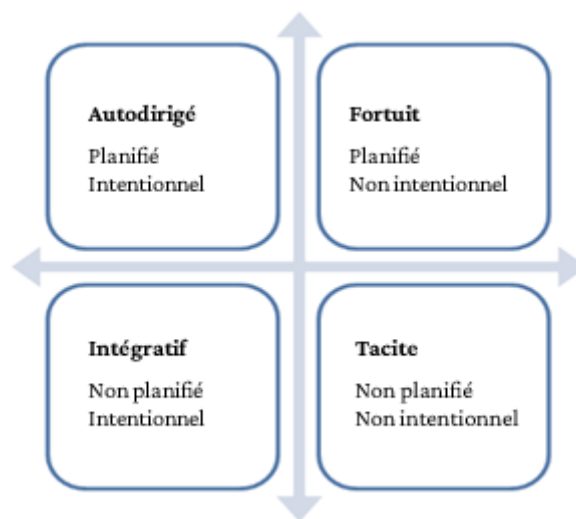 Autodirigé
Planifié
Intentionnel
Fortuit
Planifié
Non intentionnel
Intégratif
Non planifié
Intentionnel
Tacite
Non planifié
Non intentionnel